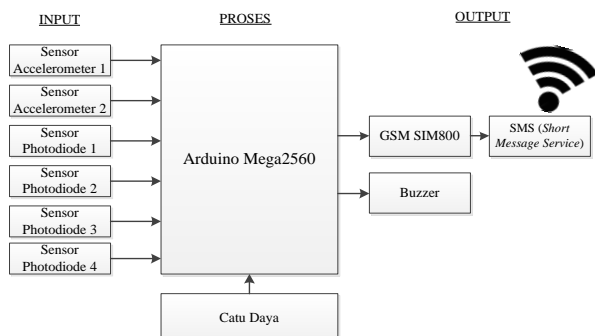 INPUT
PROSES
OUTPUT
Sensor
Accelerometer 1
Sensor
Accelerometer 2
Sensor
Photodiode 1
Sensor
Photodiode 2
Sensor
Photodiode 3
Sensor
Photodiode 4
Arduino Mega2560
Catu Daya
GSM SIM800
Buzzer
SMS (Short
Message Service)